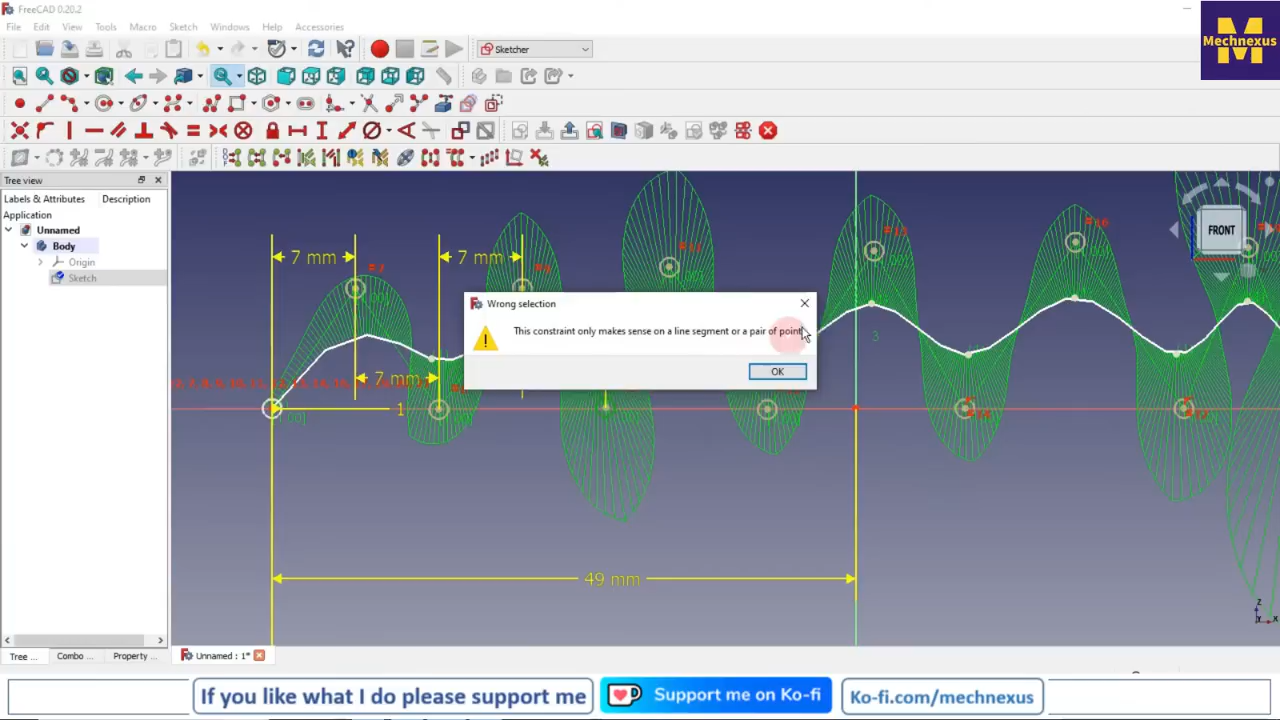 FreeCAD 0.20.2
File Edit View Tools Macro Sketch Windows Help Accessories
Mechnexus
Sketcher
Tree view
Labels & Attributes Description
Application
Unnamed
Body
Origin
Sketch
FRONT
7 mm
7 mm
7 mm
Wrong selection
This constraint only makes sense on a line segment or a pair of point
OK
1
3
49 mm
Z
X
Tree ... Combo ... Property ...
Unnamed : 1*
If you like what I do please support me
Support me on Ko-fi
Ko-fi.com/mechnexus